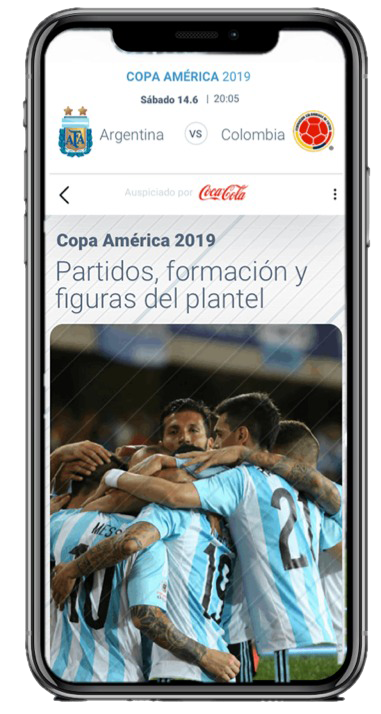 COPA AMÉRICA 2019
Sábado 14.6 | 20:05
AFA
Argentina VS Colombia
Auspiciado por Coca-Cola
Copa América 2019
Partidos, formación y
figuras del plantel
MESS
10
19
21